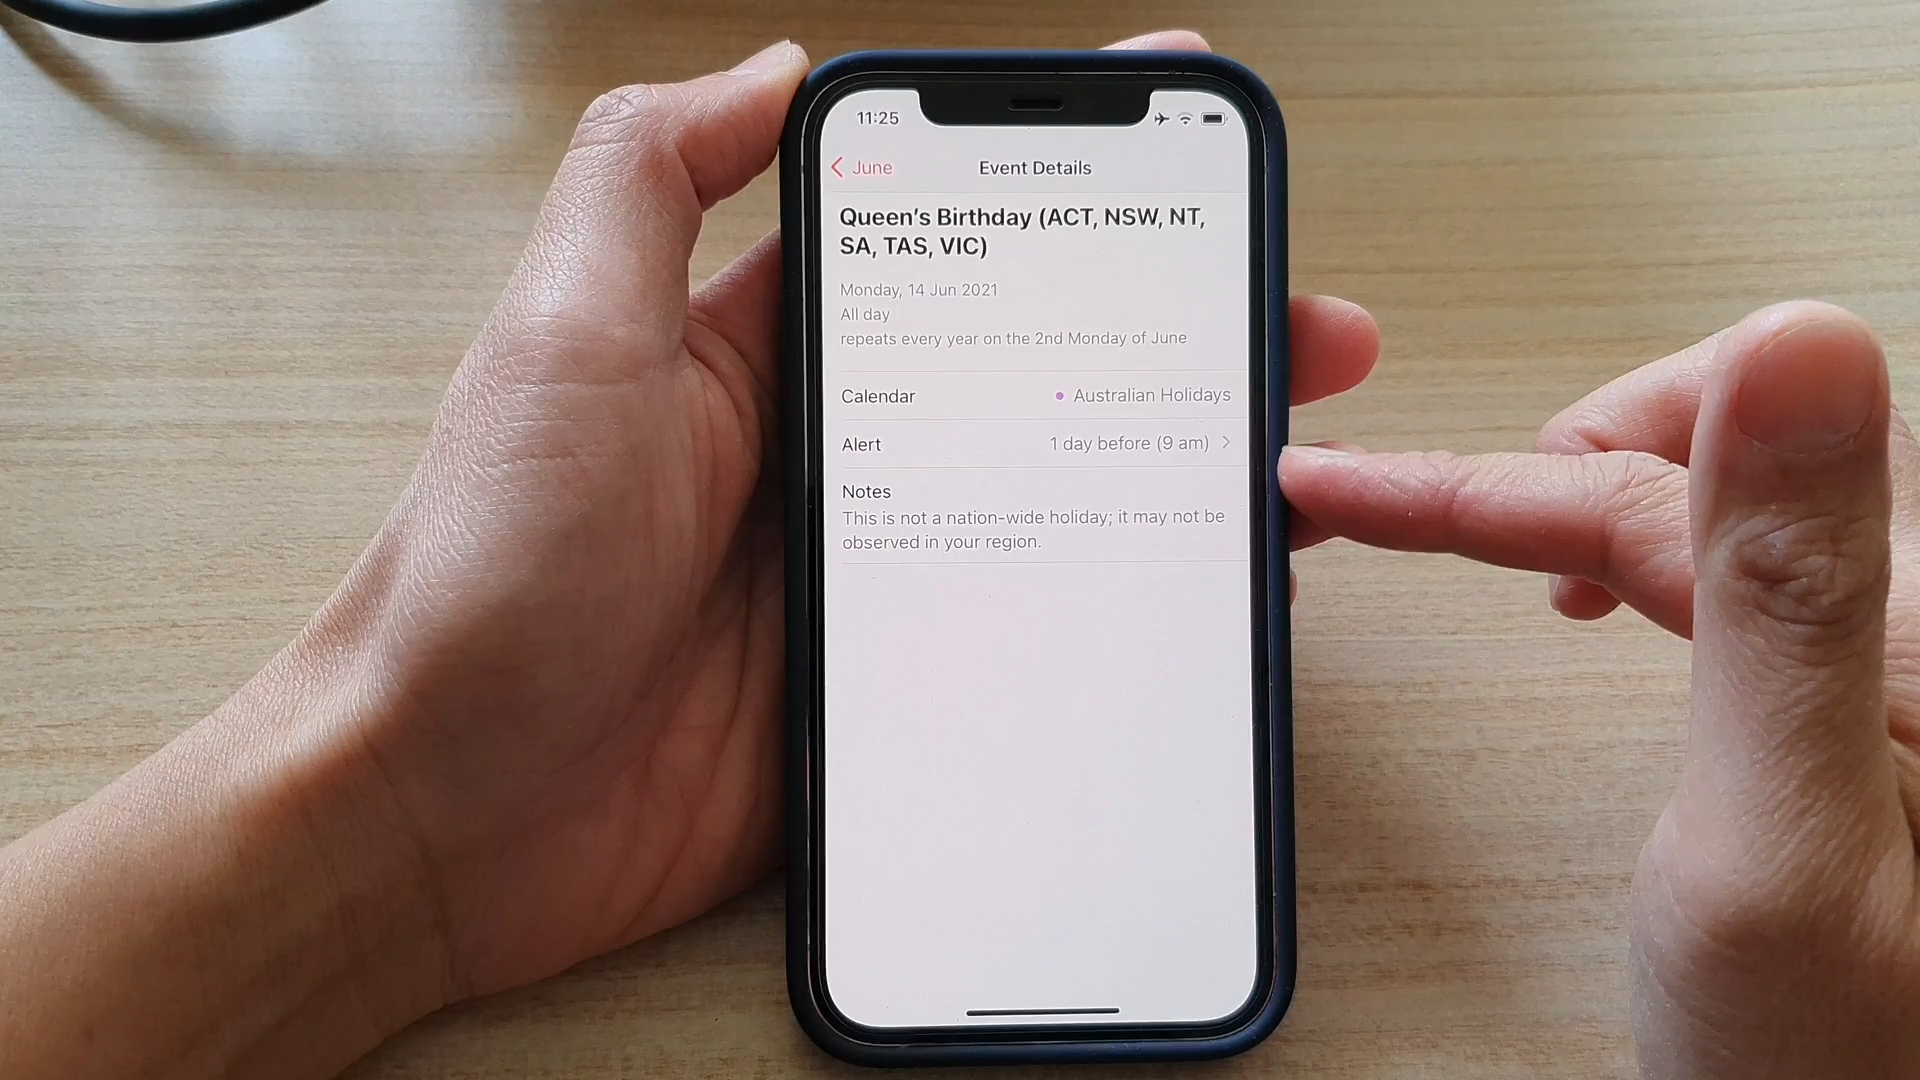 11:25
June
Event Details
Queen's Birthday (ACT, NSW, NT,
SA, TAS, VIC)
Monday, 14 Jun 2021
All day
repeats every year on the 2nd Monday of June
Calendar
Australian Holidays
Alert
1 day before (9 am)
Notes
This is not a nation-wide holiday; it may not be
observed in your region.